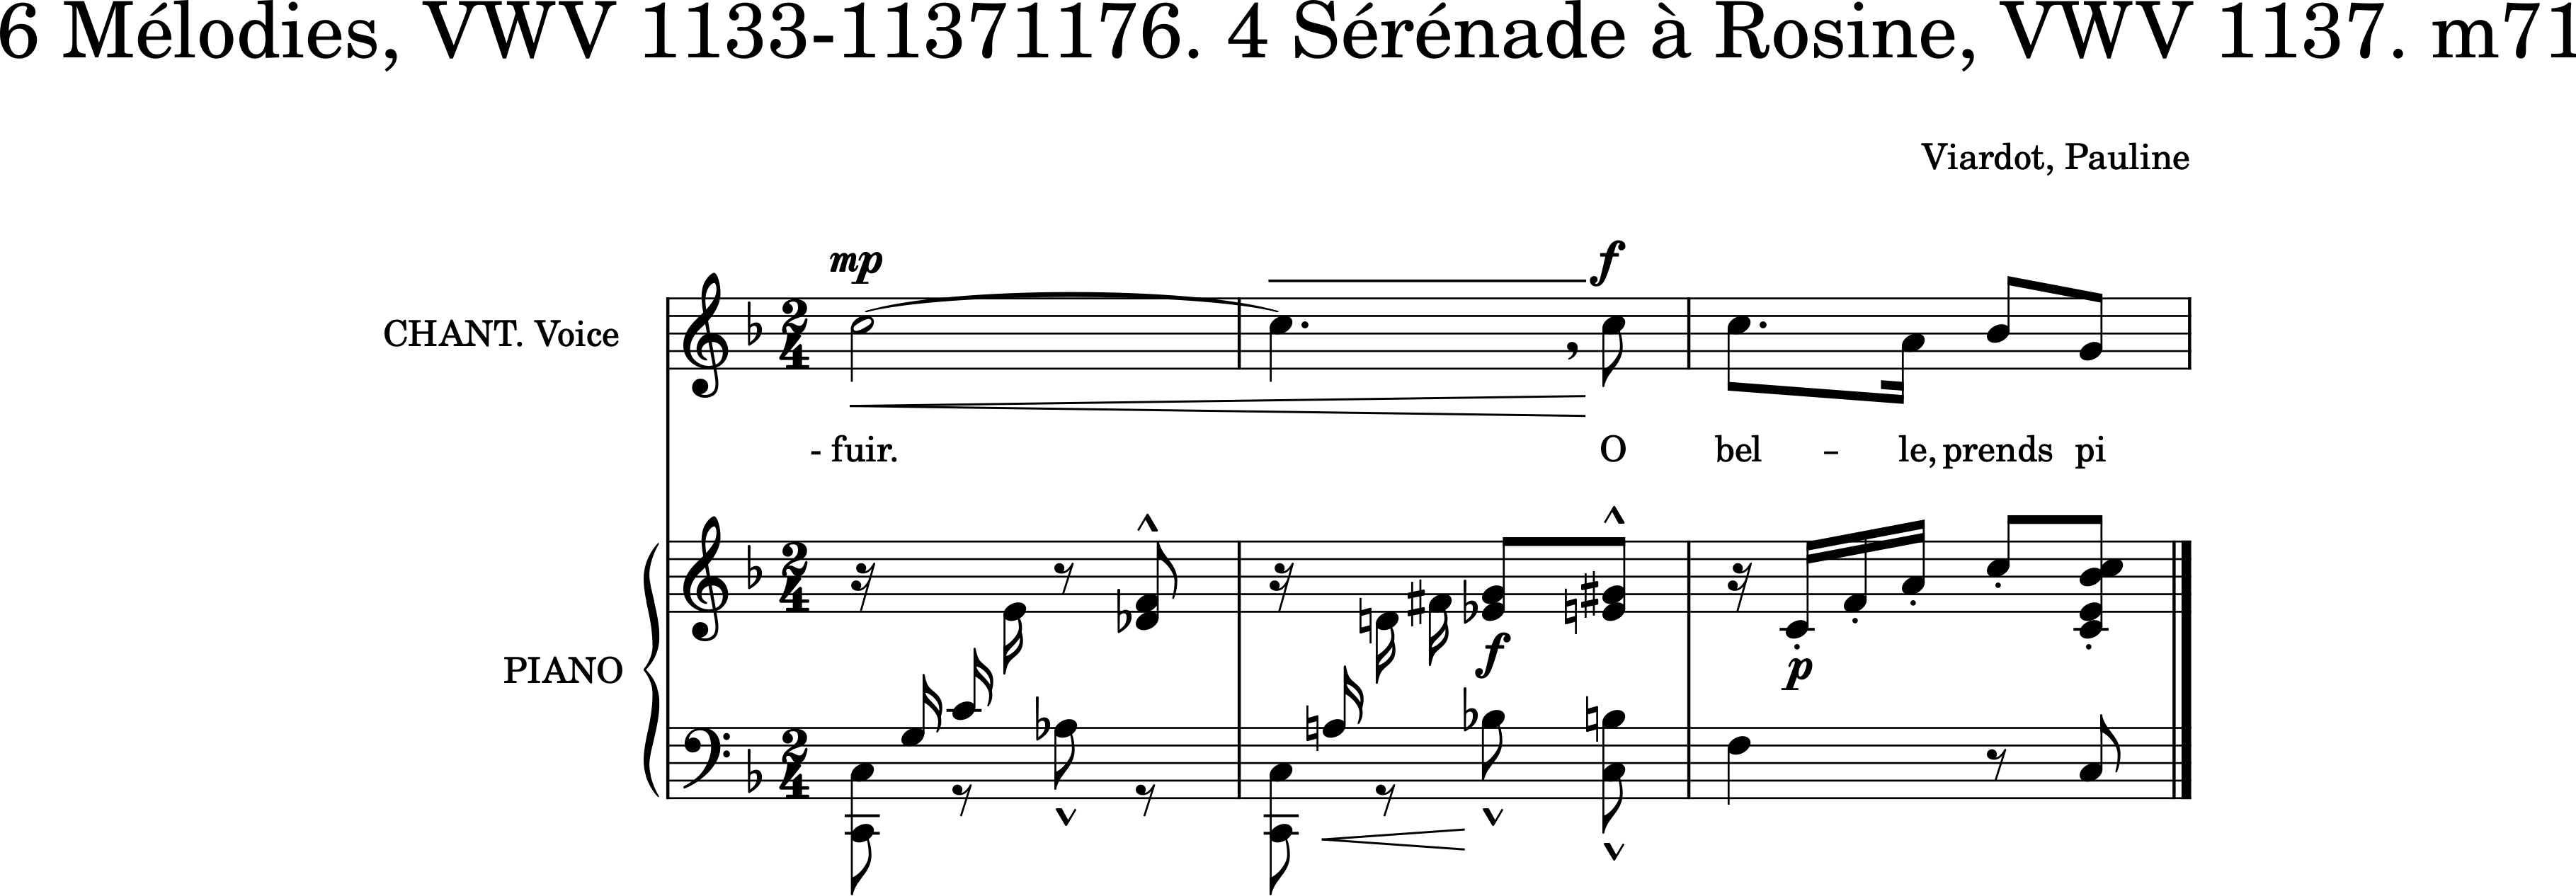 6 Mélodies, VWV 1133-11371176. 4 Sérénade à Rosine, VWV 1137. m71
Viardot, Pauline
mp f
CHANT. Voice
- fuir. O bel – le, prends pi
f
p
PIANO